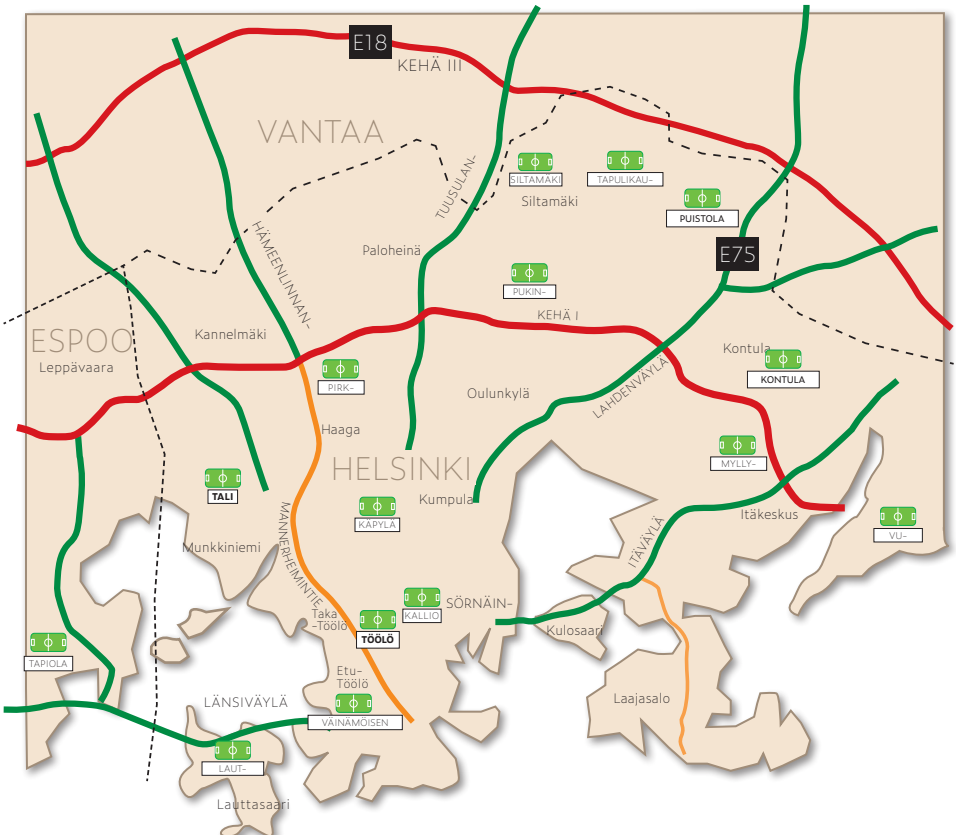 E18
KEHÄ III
VANTAA
TUUSULAN-
SILTAMÄKI
TAPULIKAU-
Siltamäki
PUISTOLA
HÄMEENLINNAN-
Paloheinä
E75
PUKIN-
KEHÄ I
ESPOO
Kannelmäki
Leppävaara
Kontula
KONTULA
PIRK-
Oulunkylä
LAHDENVÄYLÄ
Haaga
HELSINKI
MYLLY-
TALI
Kumpula
KÄPYLÄ
Itäkeskus
VU-
MANNERHEIMINTIE
Munkkiniemi
ITÄVÄYLÄ
SÖRNÄIN-
KALLIO
Taka
-Töölö
TÖÖLÖ
Kulosaari
TAPIOLA
Etu-
Töölö
LÄNSIVÄYLÄ
Laajasalo
VÄINÄMÖISEN
LAUT-
Lauttasaari